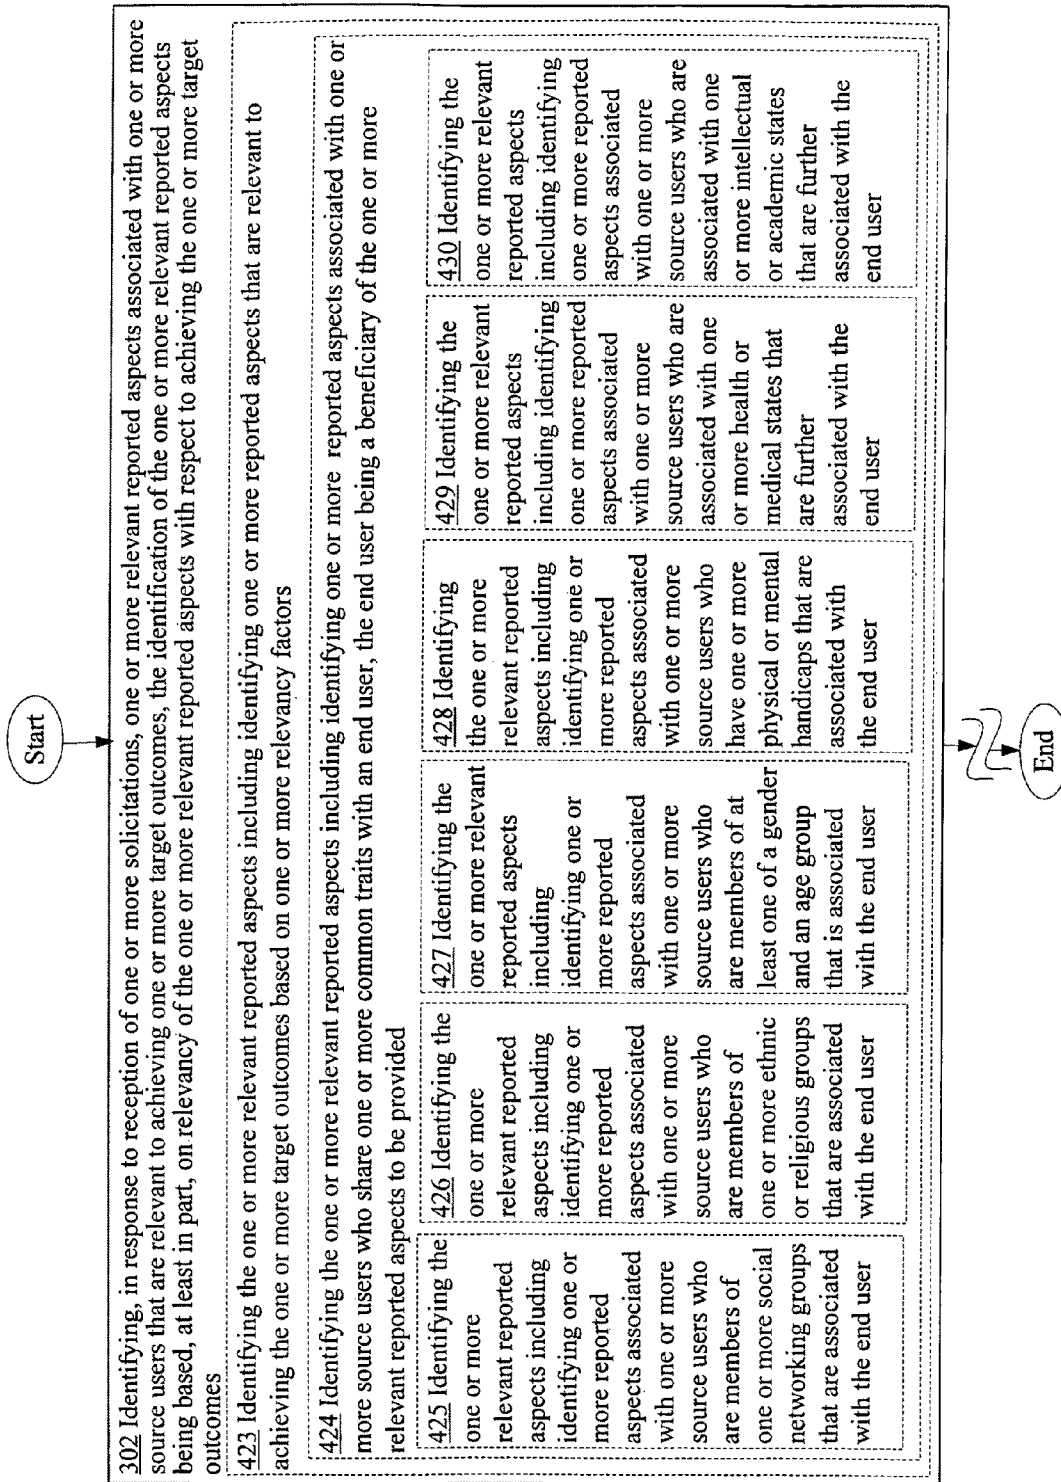 Start
302 Identifying, in response to reception of one or more solicitations, one or more relevant reported aspects associated with one or more
source users that are relevant to achieving one or more target outcomes, the identification of the one or more relevant reported aspects
being based, at least in part, on relevancy of the one or more relevant reported aspects with respect to achieving the one or more target
outcomes
423 Identifying the one or more relevant reported aspects including identifying one or more reported aspects that are relevant to
achieving the one or more target outcomes based on one or more relevancy factors
424 Identifying the one or more relevant reported aspects including identifying one or more reported aspects associated with one or
more source users who share one or more common traits with an end user, the end user being a beneficiary of the one or more
relevant reported aspects to be provided
425 Identifying the
one or more
relevant reported
aspects including
identifying one or
more reported
aspects associated
with one or more
source users who
are members of
one or more social
networking groups
that are associated
with the end user
426 Identifying the
one or more
relevant reported
aspects including
identifying one or
more reported
aspects associated
with one or more
source users who
are members of
one or more ethnic
or religious groups
that are associated
with the end user
427 Identifying the
one or more relevant
reported aspects
including
identifying one or
more reported
aspects associated
with one or more
source users who
are members of at
least one of a gender
and an age group
that is associated
with the end user
428 Identifying
the one or more
relevant reported
aspects including
identifying one or
more reported
aspects associated
with one or more
source users who
have one or more
physical or mental
handicaps that are
associated with
the end user
429 Identifying the
one or more relevant
reported aspects
including identifying
one or more reported
aspects associated
with one or more
source users who are
associated with one
or more health or
medical states that
are further
associated with the
end user
430 Identifying the
one or more relevant
reported aspects
including identifying
one or more reported
aspects associated
with one or more
source users who are
associated with one
or more intellectual
or academic states
that are further
associated with the
end user
End